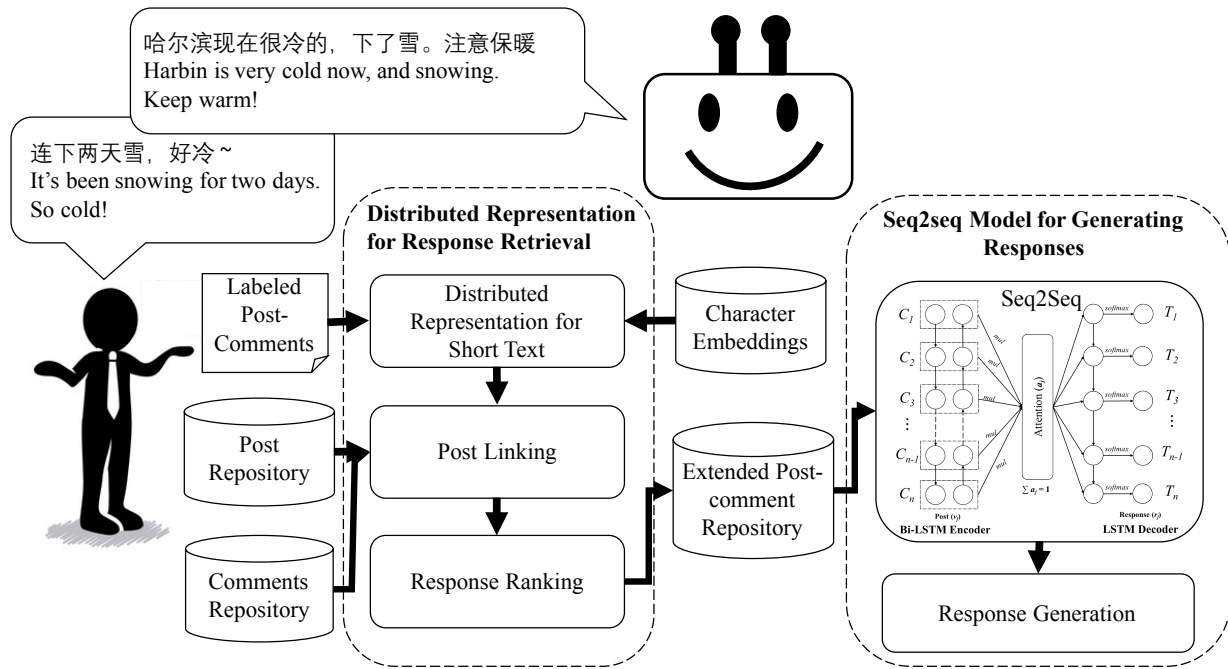 哈尔滨现在很冷的，下了雪。注意保暖
Harbin is very cold now, and snowing.
Keep warm!
连下两天雪，好冷~
It's been snowing for two days.
So cold!
Distributed Representation
for Response Retrieval
Labeled
Post-
Comments
Distributed
Representation for
Short Text
Character
Embeddings
Post
Repository
Post Linking
Comments
Repository
Response Ranking
Extended Post-
comment
Repository
Seq2seq Model for Generating
Responses
Seq2Seq
C1
C2
C3
⋮
Cn-1
Cn
mul
mul
mul
mul
mul
Attention (aj)
∑ aj = 1
softmax
softmax
softmax
softmax
softmax
T1
T2
T3
⋮
Tn-1
Tn
Post (vj)
Bi-LSTM Encoder
Response (rj)
LSTM Decoder
Response Generation